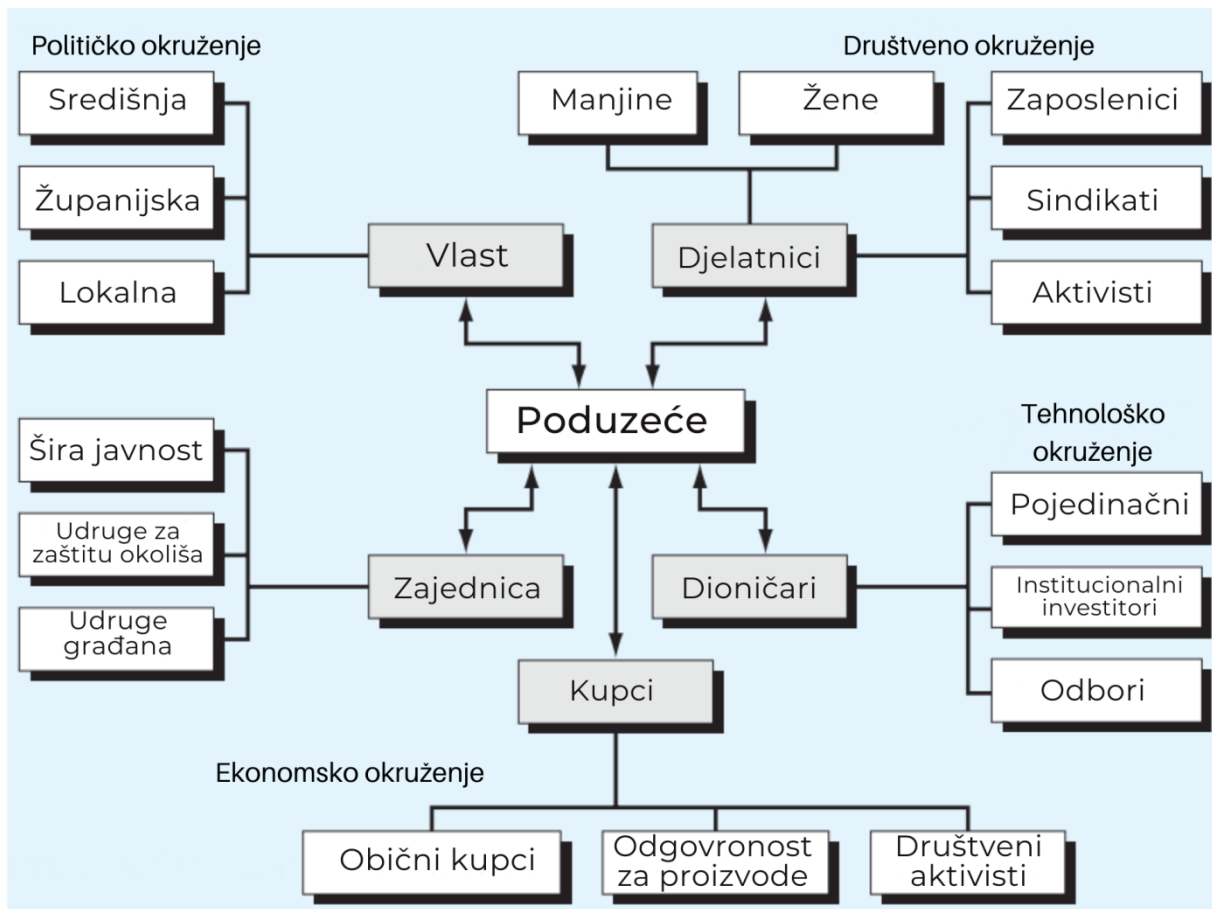 Političko okruženje
Društveno okruženje
Središnja
Županijska
Lokalna
Manjine
Žene
Zaposlenici
Sindikati
Aktivisti
Vlast
Djelatnici
Poduzeće
Tehnološko
okruženje
Šira javnost
Udruge za
zaštitu okoliša
Udruge
građana
Zajednica
Dioničari
Pojedinačni
Institucionalni
investitori
Odbori
Kupci
Ekonomsko okruženje
Obični kupci
Odgovronost
za proizvode
Društveni
aktivisti